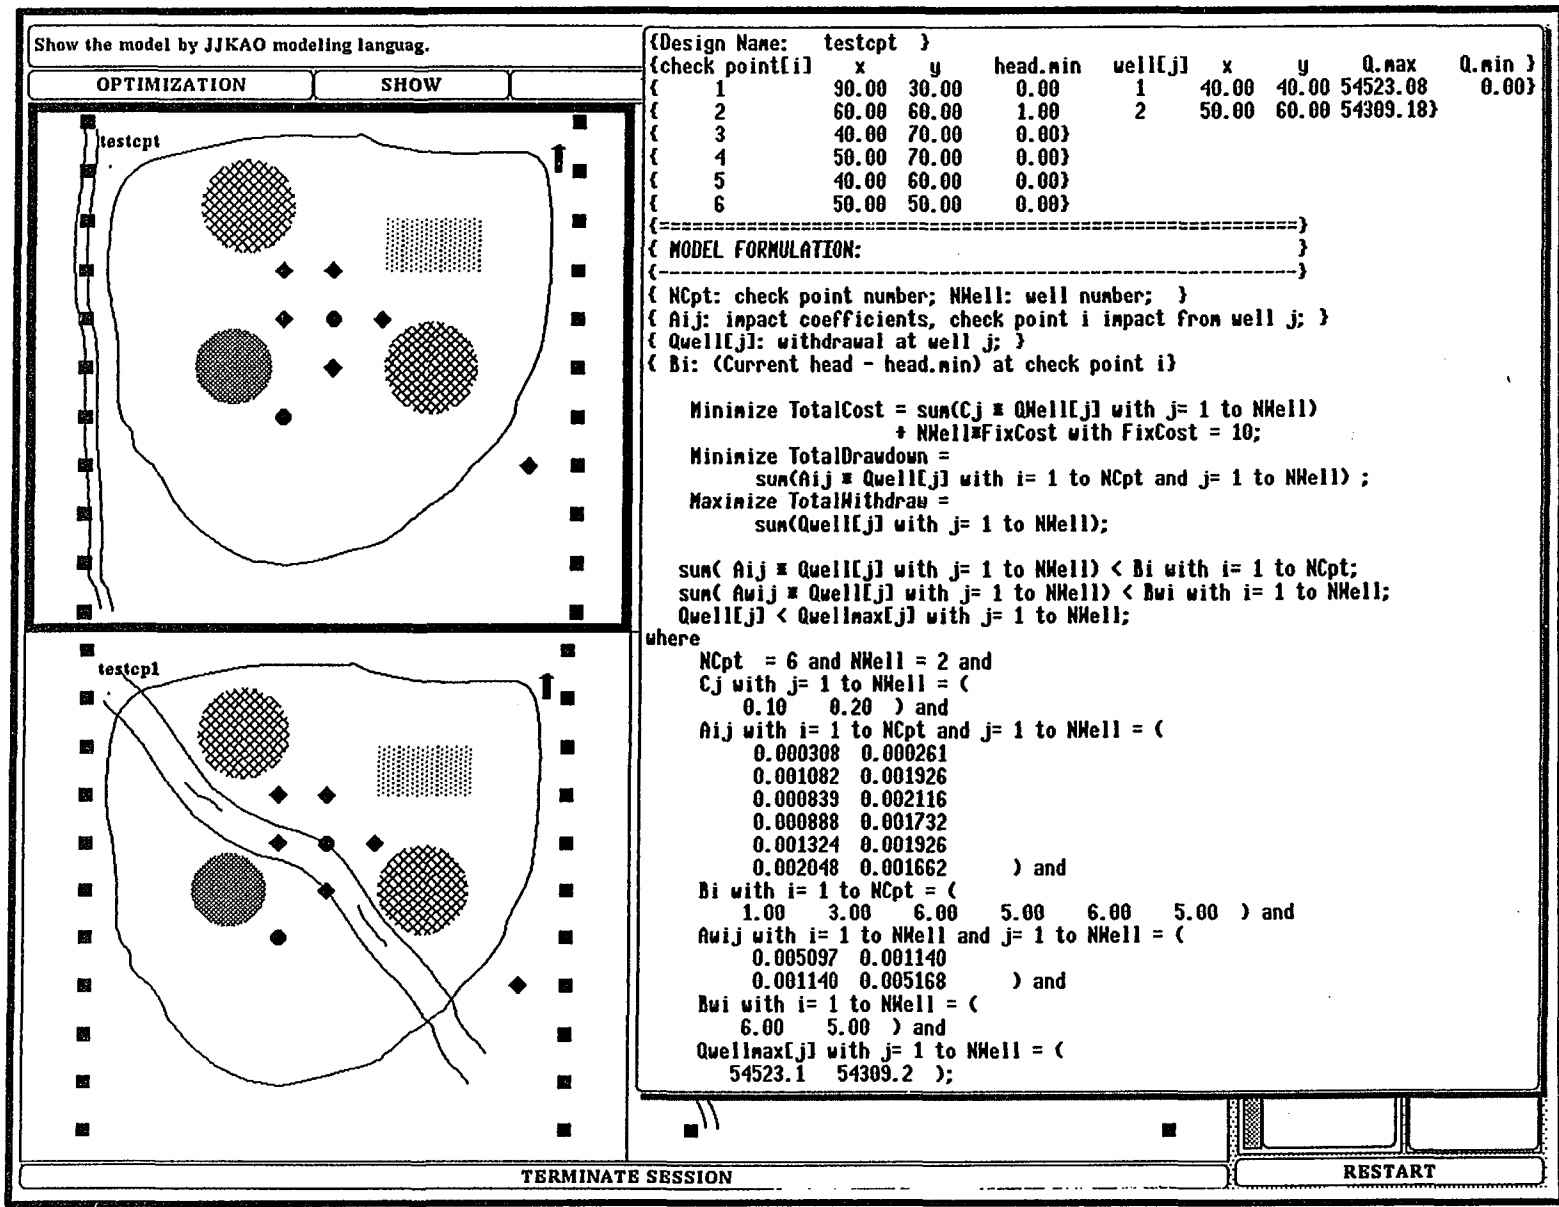 Show the model by JJKAO modeling languag.
OPTIMIZATION SHOW
testcpt
testcp1
{Design Name: testcpt }
{check point[i] x y head.min well[j] x y Q.max Q.min }
{ 1 90.00 30.00 0.00 1 40.00 40.00 54523.08 0.00}
{ 2 60.00 60.00 1.00 2 50.00 60.00 54309.18}
{ 3 40.00 70.00 0.00}
{ 4 50.00 70.00 0.00}
{ 5 40.00 60.00 0.00}
{ 6 50.00 50.00 0.00}
{=====================================================================}
{ MODEL FORMULATION: }
{---------------------------------------------------------------------}
{ NCpt: check point number; NWell: well number; }
{ Aij: impact coefficients, check point i impact from well j; }
{ Qwell[j]: withdrawal at well j; }
{ Bi: (Current head - head.min) at check point i}
Minimize TotalCost = sum(Cj * QWell[j] with j= 1 to NWell)
+ NWell*FixCost with FixCost = 10;
Minimize TotalDrawdown =
sum(Aij * Qwell[j] with i= 1 to NCpt and j= 1 to NWell) ;
Maximize TotalWithdraw =
sum(Qwell[j] with j= 1 to NWell);
sum( Aij * Qwell[j] with j= 1 to NWell) < Bi with i= 1 to NCpt;
sum( Awij * Qwell[j] with j= 1 to NWell) < Bwi with i= 1 to NWell;
Qwell[j] < Qwellmax[j] with j= 1 to NWell;
where
NCpt = 6 and NWell = 2 and
Cj with j= 1 to NWell = (
0.10 0.20 ) and
Aij with i= 1 to NCpt and j= 1 to NWell = (
0.000308 0.000261
0.001082 0.001926
0.000839 0.002116
0.000888 0.001732
0.001324 0.001926
0.002048 0.001662 ) and
Bi with i= 1 to NCpt = (
1.00 3.00 6.00 5.00 6.00 5.00 ) and
Awij with i= 1 to NWell and j= 1 to NWell = (
0.005097 0.001140
0.001140 0.005168 ) and
Bwi with i= 1 to NWell = (
6.00 5.00 ) and
Qwellmax[j] with j= 1 to NWell = (
54523.1 54309.2 );
TERMINATE SESSION
RESTART